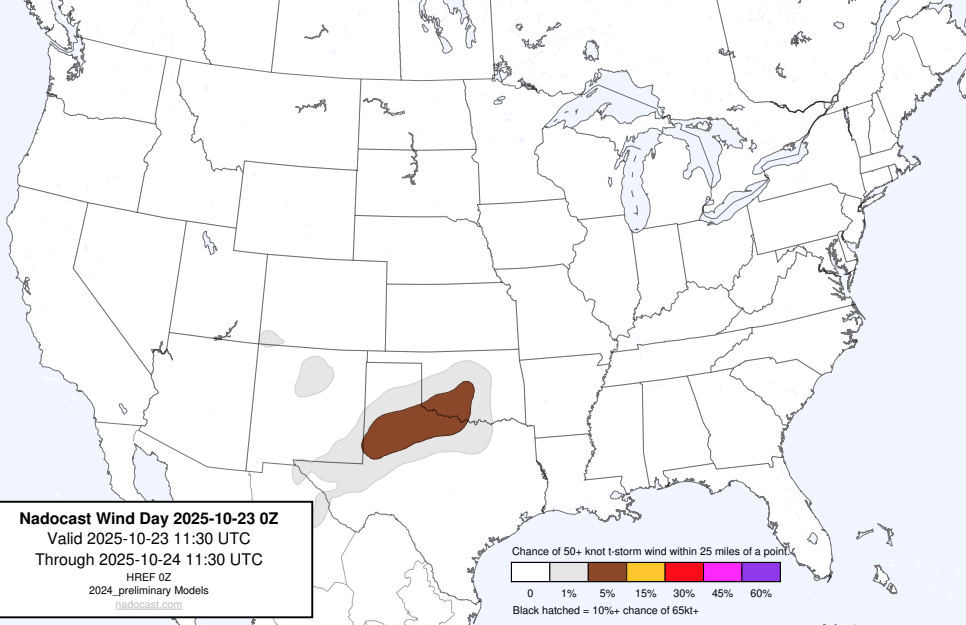 Nadocast Wind Day 2025-10-23 0Z
Valid 2025-10-23 11:30 UTC
Through 2025-10-24 11:30 UTC
HREF 0Z
2024_preliminary Models
nadocast.com
Chance of 50+ knot t-storm wind within 25 miles of a point.
0 1% 5% 15% 30% 45% 60%
Black hatched = 10%+ chance of 65kt+